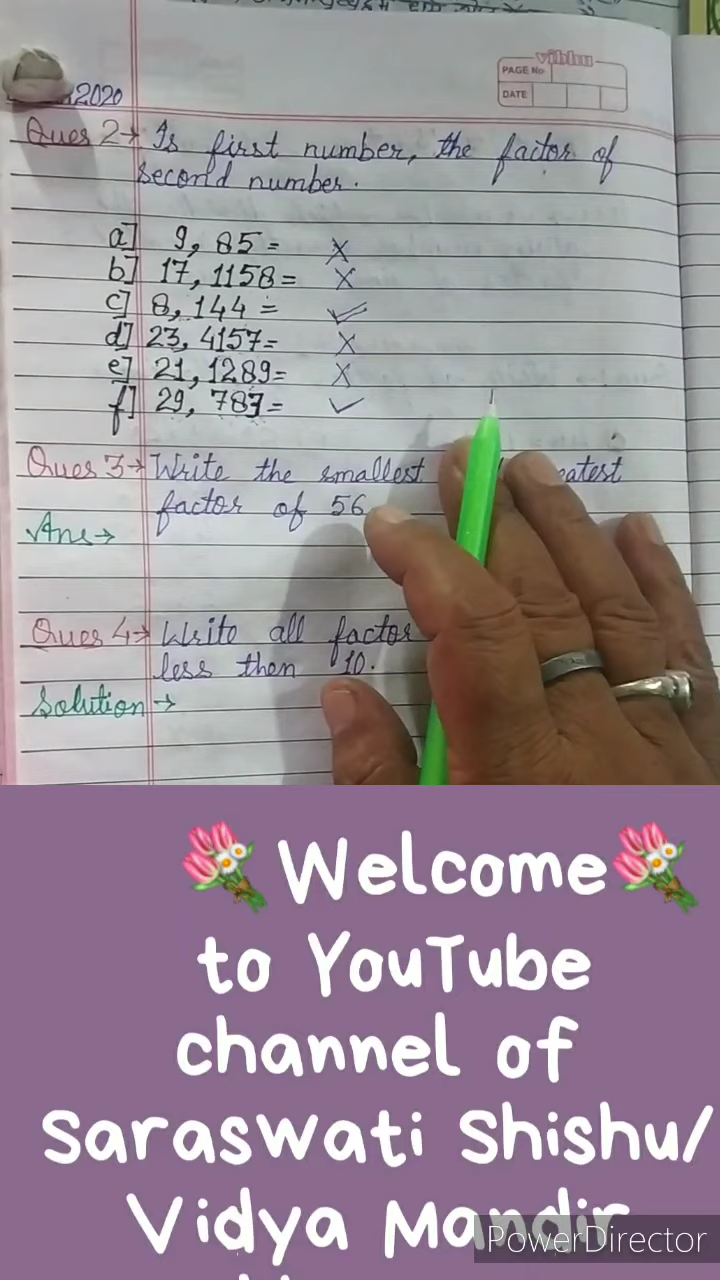 vibhu
PAGE No
DATE
2020
Ques 2→ Is first number, the factor of
second number.
a] 9, 85 = ×
b] 17, 1158 = ×
c] 8, 144 = ✓
d] 23, 4157 = ×
e] 21, 1289 = ×
f] 29, 787 = ✓
Ques 3→ Write the smallest
factor of 56
Ans→
Ques 4→ Write all factor
less then 10.
Solution→
💐 Welcome 💐
to YouTube
channel of
Saraswati Shishu/
Vidya Mandir
PowerDirector